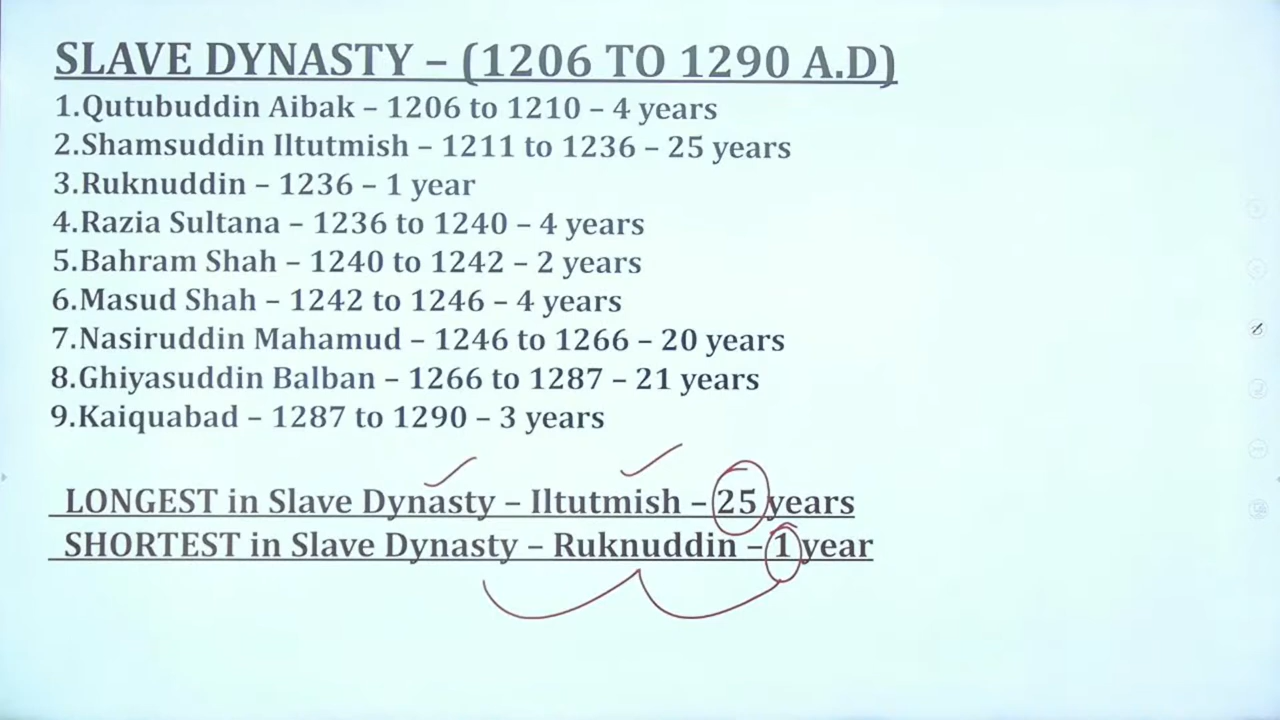 SLAVE DYNASTY – (1206 TO 1290 A.D)
1.Qutubuddin Aibak – 1206 to 1210 – 4 years
2.Shamsuddin Iltutmish – 1211 to 1236 – 25 years
3.Ruknuddin – 1236 – 1 year
4.Razia Sultana – 1236 to 1240 – 4 years
5.Bahram Shah – 1240 to 1242 – 2 years
6.Masud Shah – 1242 to 1246 – 4 years
7.Nasiruddin Mahamud – 1246 to 1266 – 20 years
8.Ghiyasuddin Balban – 1266 to 1287 – 21 years
9.Kaiquabad – 1287 to 1290 – 3 years
LONGEST in Slave Dynasty – Iltutmish – 25 years
SHORTEST in Slave Dynasty – Ruknuddin – 1 year